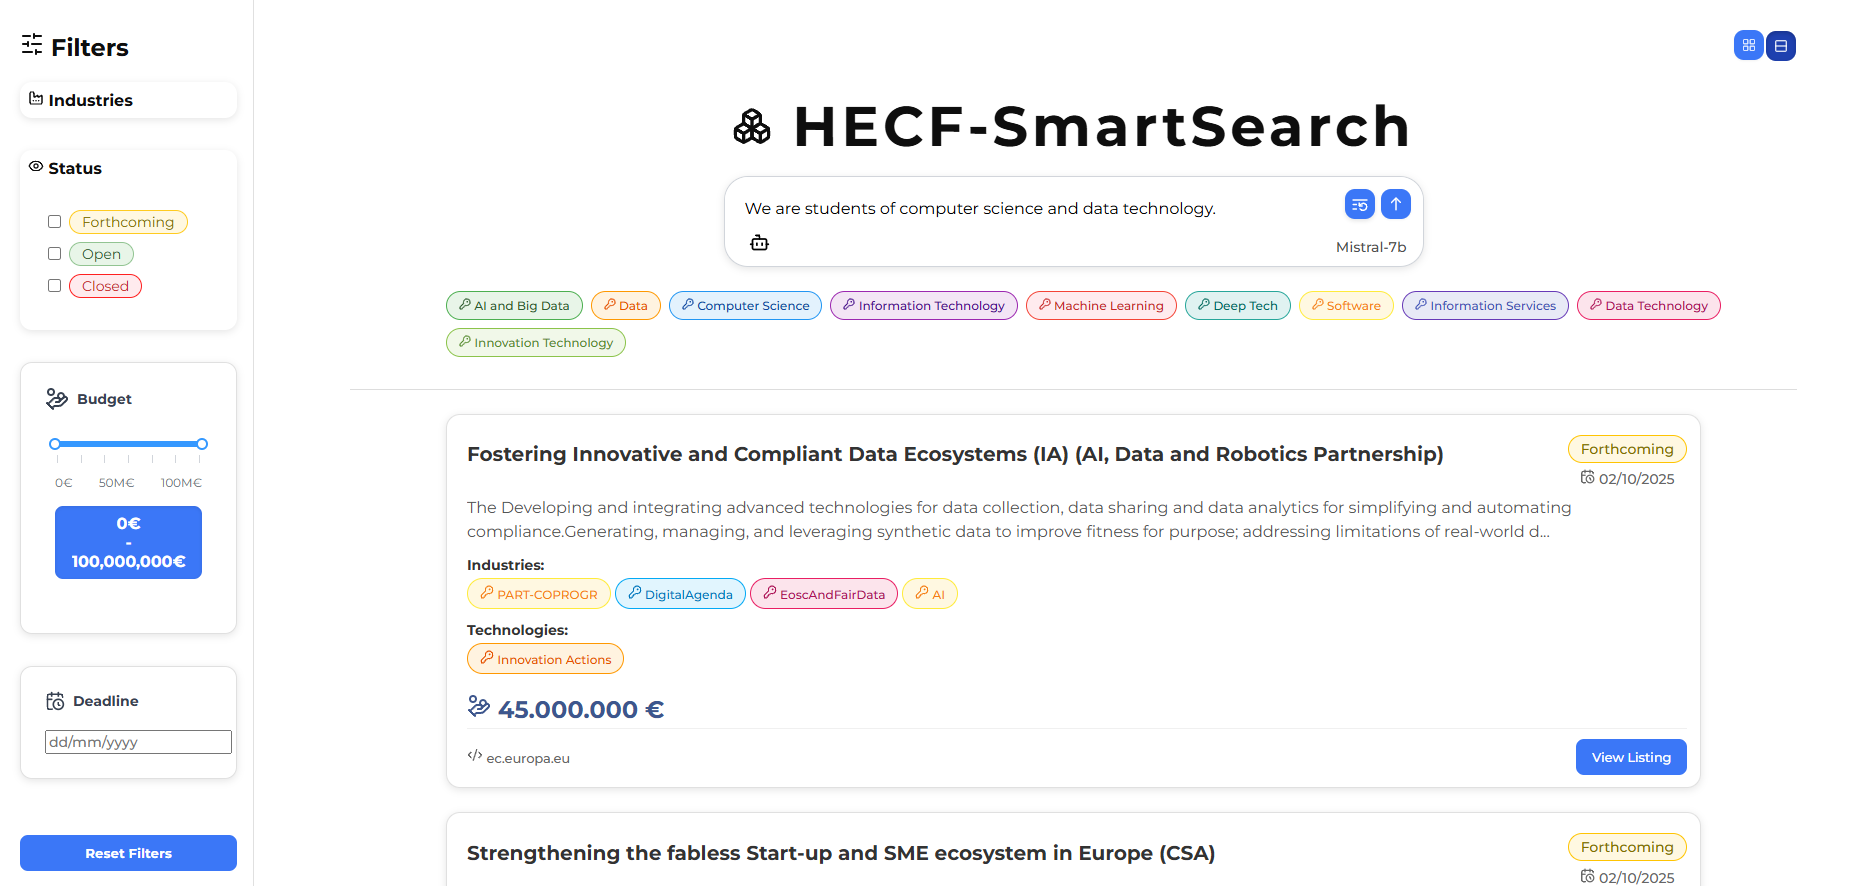 Filters
Industries
Status
Forthcoming
Open
Closed
Budget
0€ 50M€ 100M€
0€
-
100,000,000€
Deadline
dd/mm/yyyy
Reset Filters
HECF-SmartSearch
We are students of computer science and data technology.
Mistral-7b
AI and Big Data Data Computer Science Information Technology Machine Learning Deep Tech Software Information Services Data Technology
Innovation Technology
Fostering Innovative and Compliant Data Ecosystems (IA) (AI, Data and Robotics Partnership)
Forthcoming
02/10/2025
The Developing and integrating advanced technologies for data collection, data sharing and data analytics for simplifying and automating
compliance.Generating, managing, and leveraging synthetic data to improve fitness for purpose; addressing limitations of real-world d...
Industries:
PART-COPROGR DigitalAgenda EoscAndFairData AI
Technologies:
Innovation Actions
45.000.000 €
ec.europa.eu
View Listing
Strengthening the fabless Start-up and SME ecosystem in Europe (CSA)
Forthcoming
02/10/2025